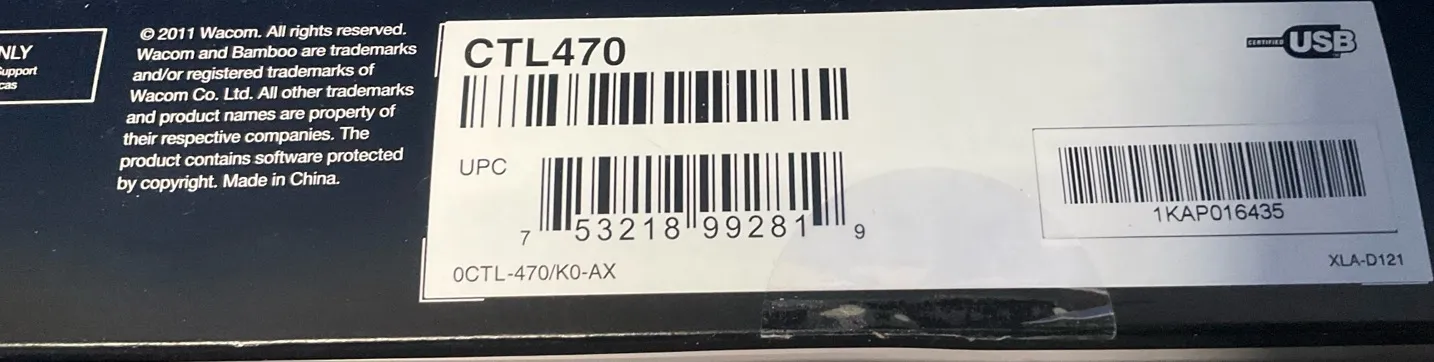 NLY
Support
cas
© 2011 Wacom. All rights reserved.
Wacom and Bamboo are trademarks
and/or registered trademarks of
Wacom Co. Ltd. All other trademarks
and product names are property of
their respective companies. The
product contains software protected
by copyright. Made in China.
CTL470
CERTIFIED USB
UPC
7 53218 99281 9
1KAP016435
0CTL-470/K0-AX
XLA-D121